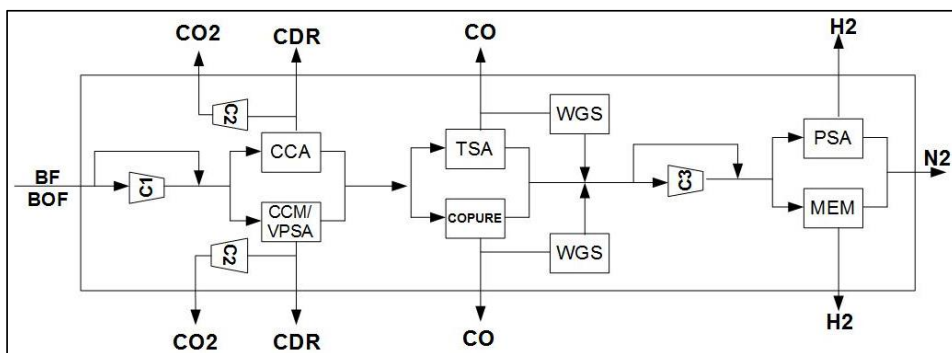 CO2
CDR
CO
H2
C2
WGS
CCA
TSA
PSA
BF
BOF
C1
C3
N2
CCM/
VPSA
COPURE
MEM
C2
WGS
CO2
CDR
CO
H2